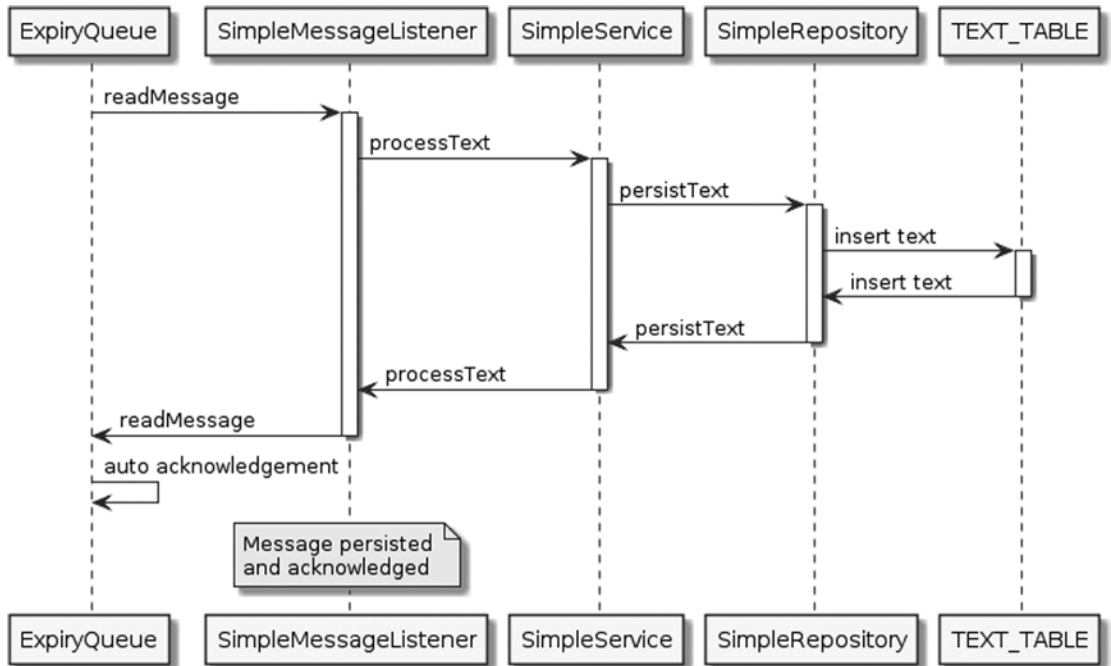 ExpiryQueue SimpleMessageListener SimpleService SimpleRepository TEXT_TABLE
readMessage
processText
persistText
insert text
insert text
persistText
processText
readMessage
auto acknowledgement
Message persisted
and acknowledged
ExpiryQueue SimpleMessageListener SimpleService SimpleRepository TEXT_TABLE